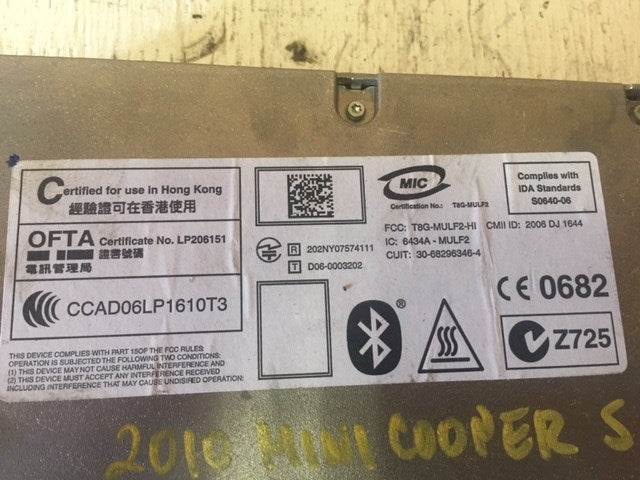 Certified for use in Hong Kong
經驗證可在香港使用
OFTA Certificate No. LP206151
電訊管理局 證書號碼
CCAD06LP1610T3
THIS DEVICE COMPLIES WITH PART 15OF THE FCC RULES
OPERATION IS SUBJECTED THE FOLLOWING TWO CONDITIONS:
(1) THIS DEVICE MAY NOT CAUSE HARMFUL INTERFERENCE AND
(2) THIS DEVICE MUST ACCEPT ANY INTERFERENCE RECEIVED
INCLUDING INTERFERENCE THAT MAY CAUSE UNDISIRED OPERATION:
R 202NY07574111
T D06-0003202
MIC
Certification No.: T8G-MULF2
FCC: T8G-MULF2-HI CMII ID: 2006 DJ 1644
IC: 6434A - MULF2
CUIT: 30-68296346-4
Complies with
IDA Standards
S0640-06
CE 0682
®
Z725
2010 MINI COOPER S